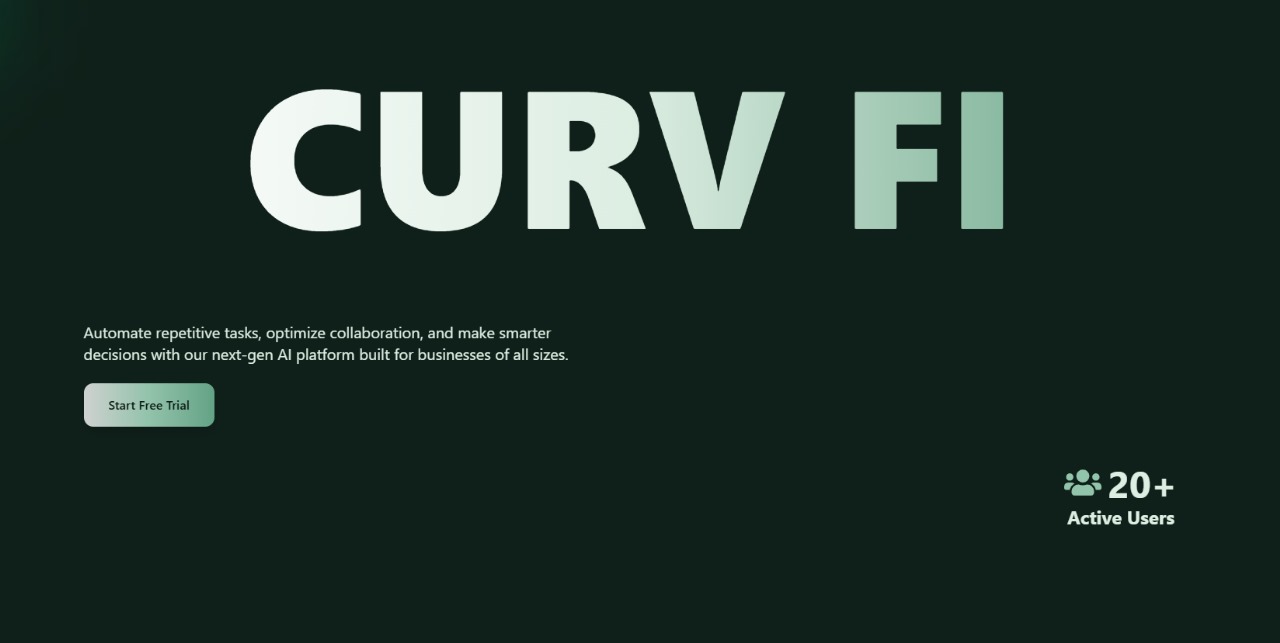 CURV FI
Automate repetitive tasks, optimize collaboration, and make smarter
decisions with our next-gen AI platform built for businesses of all sizes.
Start Free Trial
20+
Active Users